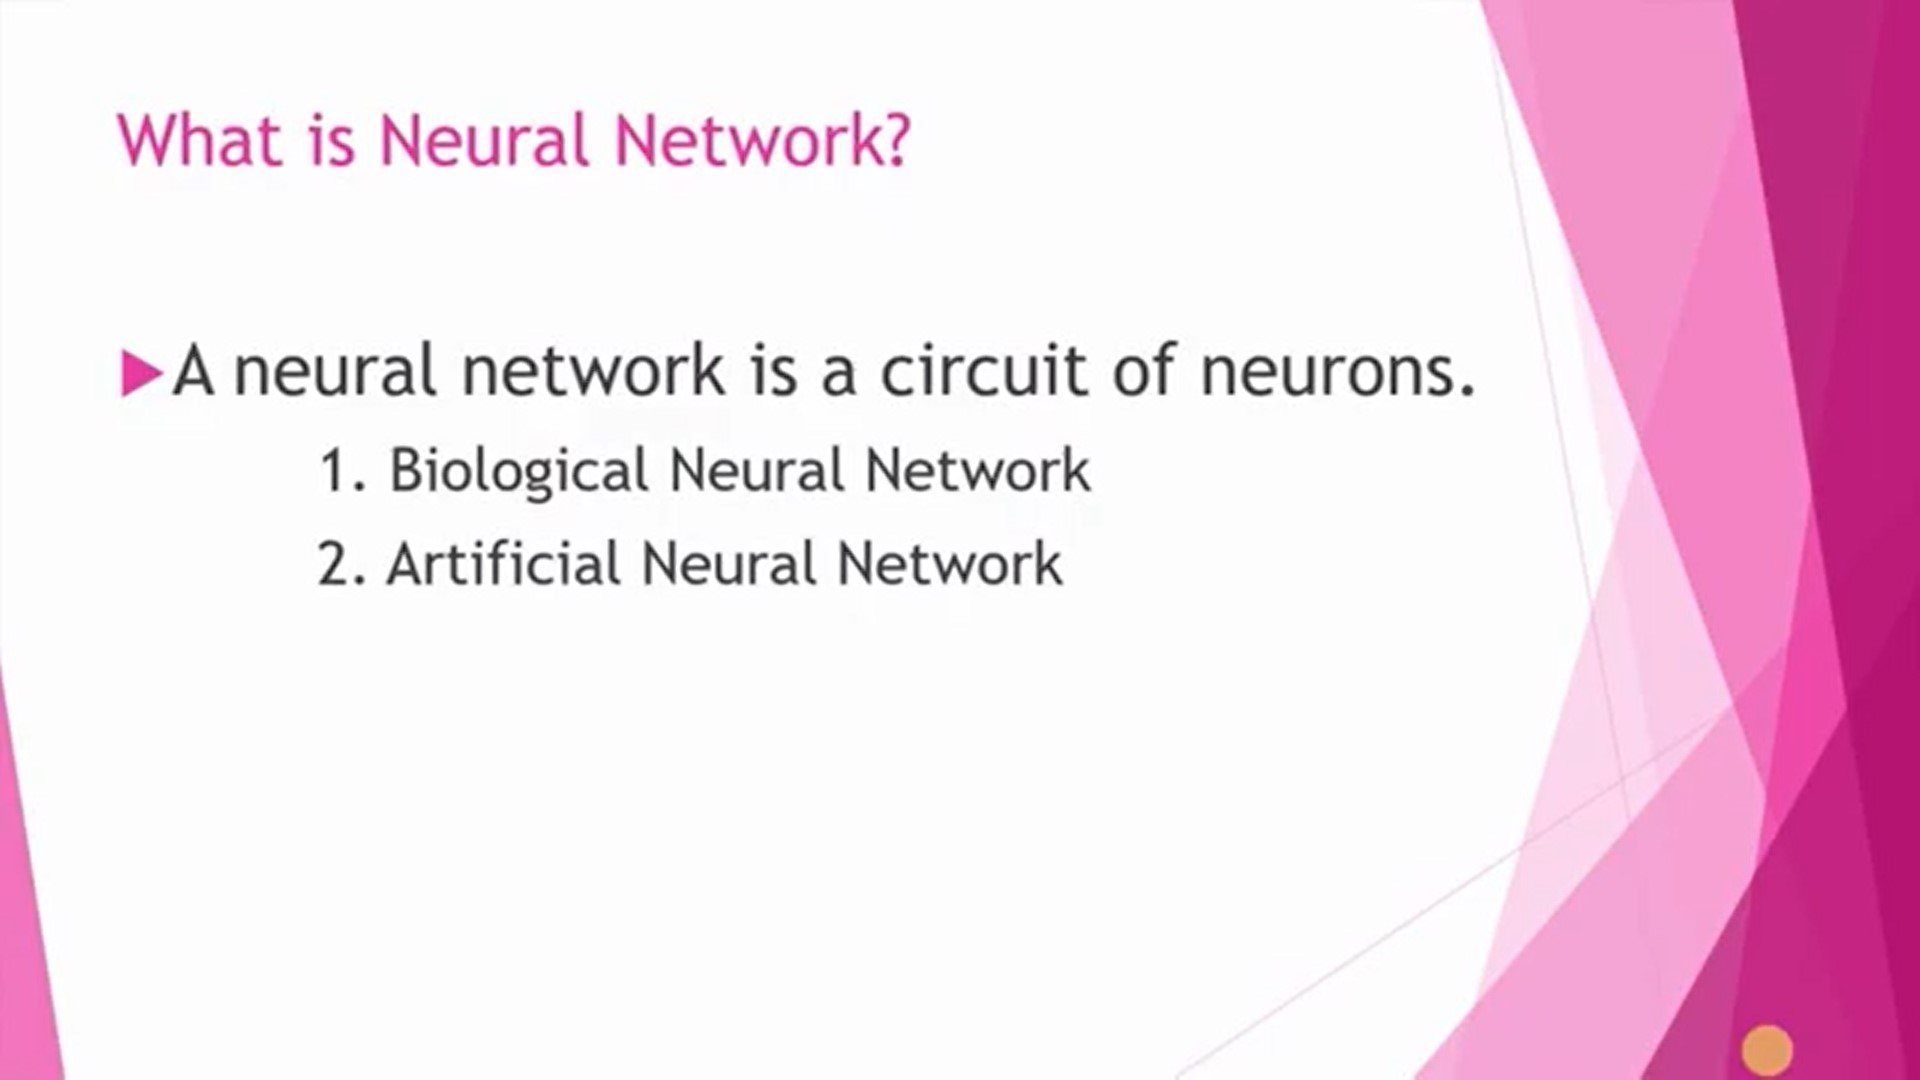 What is Neural Network?
A neural network is a circuit of neurons.
1. Biological Neural Network
2. Artificial Neural Network